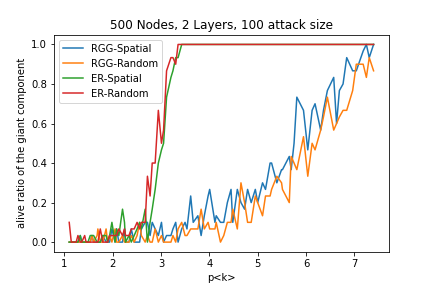 500 Nodes, 2 Layers, 100 attack size
alive ratio of the giant component
1.0
0.8
0.6
0.4
0.2
0.0
RGG-Spatial
RGG-Random
ER-Spatial
ER-Random
1 2 3 4 5 6 7
p<k>